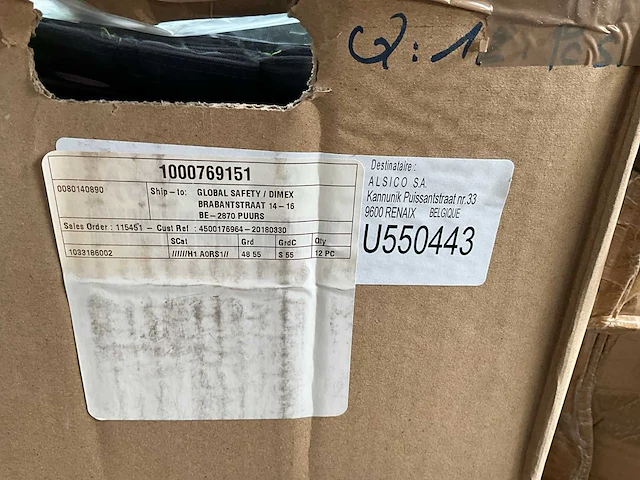 Q: 12 PCS
1000769151
0080140890
Ship-to: GLOBAL SAFETY / DIMEX
BRABANTSTRAAT 14 - 16
BE-2870 PUURS
Sales Order : 115451 - Cust Ref : 4500176964-20180330
SCat Grd GrdC Qty
1033186002 //////H1 A0RS1// 48 55 S 55 12 PC
Destinataire :
ALSICO S.A.
Kannunik Puissantstraat nr.33
9600 RENAIX BELGIQUE
U550443